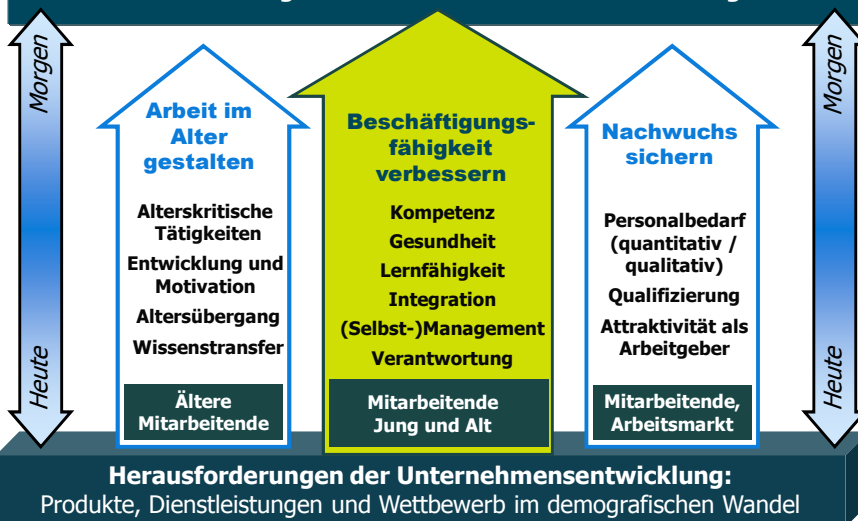 Morgen
Heute
Arbeit im
Alter
gestalten
Alterskritische
Tätigkeiten
Entwicklung und
Motivation
Altersübergang
Wissenstransfer
Ältere
Mitarbeitende
Beschäftigungs-
fähigkeit
verbessern
Kompetenz
Gesundheit
Lernfähigkeit
Integration
(Selbst-)Management
Verantwortung
Mitarbeitende
Jung und Alt
Nachwuchs
sichern
Personalbedarf
(quantitativ /
qualitativ)
Qualifizierung
Attraktivität als
Arbeitgeber
Mitarbeitende,
Arbeitsmarkt
Morgen
Heute
Herausforderungen der Unternehmensentwicklung:
Produkte, Dienstleistungen und Wettbewerb im demografischen Wandel